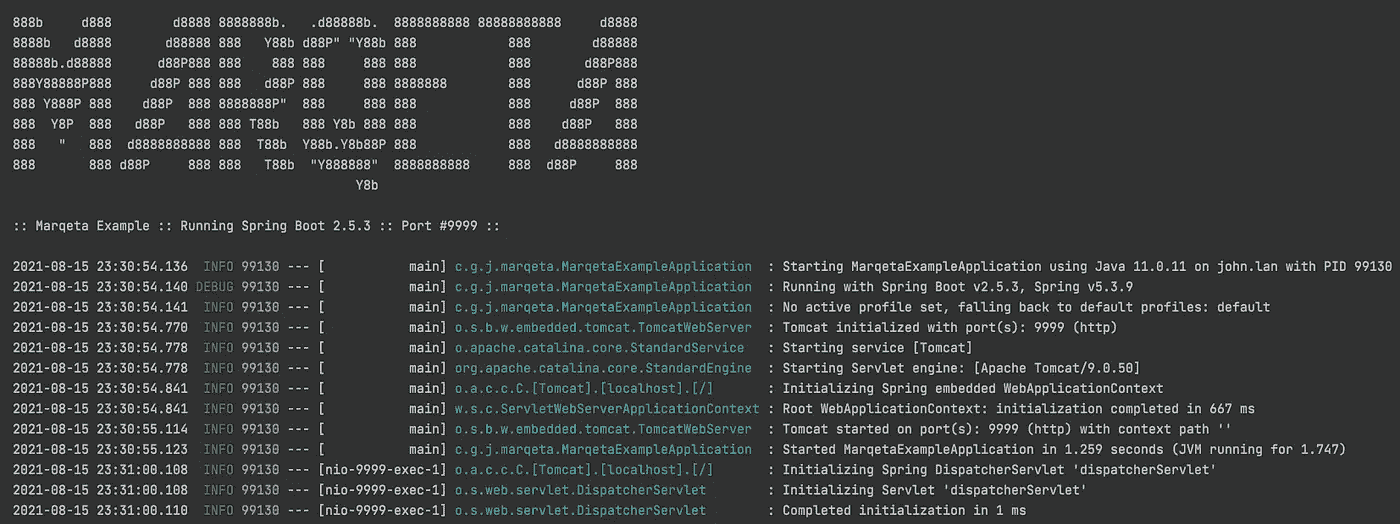 888b     d888        d8888 8888888b.   .d88888b.  8888888888 88888888888     d8888
8888b   d8888       d88888 888   Y88b d88P" "Y88b 888            888        d88888
88888b.d88888      d88P888 888    888 888     888 888            888       d88P888
888Y88888P888     d88P 888 888   d88P 888     888 8888888        888      d88P 888
888 Y888P 888    d88P  888 8888888P"  888     888 888            888     d88P  888
888  Y8P  888   d88P   888 888 T88b   888 Y8b 888 888            888    d88P   888
888   "   888  d8888888888 888  T88b  Y88b.Y8b88P 888            888   d8888888888
888       888 d88P     888 888   T88b  "Y888888"  8888888888     888  d88P     888
                                             Y8b
:: Marqeta Example :: Running Spring Boot 2.5.3 :: Port #9999 ::
2021-08-15 23:30:54.136  INFO 99130 --- [           main] c.g.j.marqeta.MarqetaExampleApplication  : Starting MarqetaExampleApplication using Java 11.0.11 on john.lan with PID 99130
2021-08-15 23:30:54.140 DEBUG 99130 --- [           main] c.g.j.marqeta.MarqetaExampleApplication  : Running with Spring Boot v2.5.3, Spring v5.3.9
2021-08-15 23:30:54.141  INFO 99130 --- [           main] c.g.j.marqeta.MarqetaExampleApplication  : No active profile set, falling back to default profiles: default
2021-08-15 23:30:54.770  INFO 99130 --- [           main] o.s.b.w.embedded.tomcat.TomcatWebServer  : Tomcat initialized with port(s): 9999 (http)
2021-08-15 23:30:54.778  INFO 99130 --- [           main] o.apache.catalina.core.StandardService   : Starting service [Tomcat]
2021-08-15 23:30:54.778  INFO 99130 --- [           main] org.apache.catalina.core.StandardEngine  : Starting Servlet engine: [Apache Tomcat/9.0.50]
2021-08-15 23:30:54.841  INFO 99130 --- [           main] o.a.c.c.C.[Tomcat].[localhost].[/]       : Initializing Spring embedded WebApplicationContext
2021-08-15 23:30:54.841  INFO 99130 --- [           main] w.s.c.ServletWebServerApplicationContext : Root WebApplicationContext: initialization completed in 667 ms
2021-08-15 23:30:55.114  INFO 99130 --- [           main] o.s.b.w.embedded.tomcat.TomcatWebServer  : Tomcat started on port(s): 9999 (http) with context path ''
2021-08-15 23:30:55.123  INFO 99130 --- [           main] c.g.j.marqeta.MarqetaExampleApplication  : Started MarqetaExampleApplication in 1.259 seconds (JVM running for 1.747)
2021-08-15 23:31:00.108  INFO 99130 --- [nio-9999-exec-1] o.a.c.c.C.[Tomcat].[localhost].[/]       : Initializing Spring DispatcherServlet 'dispatcherServlet'
2021-08-15 23:31:00.108  INFO 99130 --- [nio-9999-exec-1] o.s.web.servlet.DispatcherServlet        : Initializing Servlet 'dispatcherServlet'
2021-08-15 23:31:00.110  INFO 99130 --- [nio-9999-exec-1] o.s.web.servlet.DispatcherServlet        : Completed initialization in 1 ms